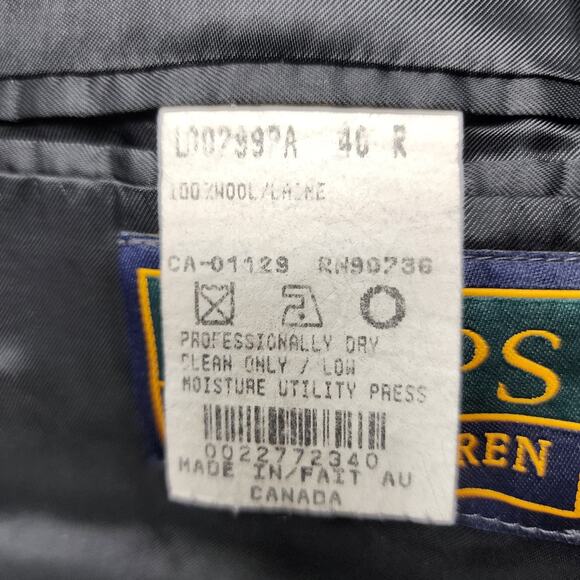 40 R
100%WOOL/LAINE
CA-01129 RN90736
PROFESSIONALLY DRY
CLEAN ONLY / LOW
MOISTURE UTILITY PRESS
0022772340
MADE IN/FAIT AU
CANADA
PS
REN